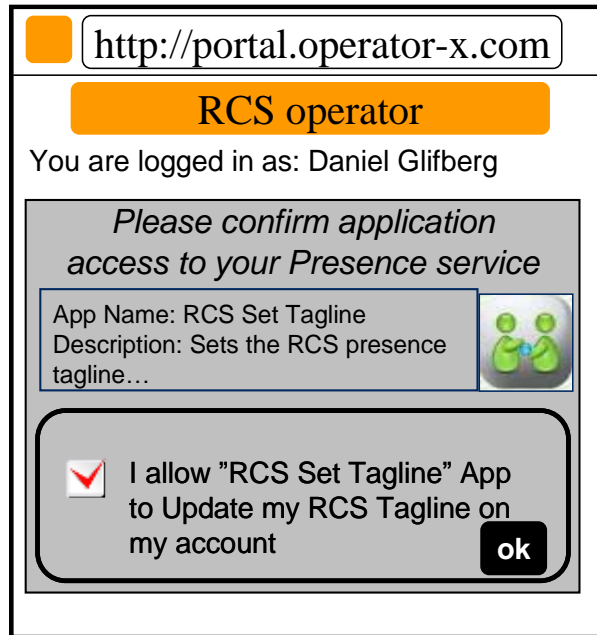 http://portal.operator-x.com
RCS operator
You are logged in as: Daniel Glifberg
Please confirm application
access to your Presence service
App Name: RCS Set Tagline
Description: Sets the RCS presence
tagline…
I allow ”RCS Set Tagline” App
to Update my RCS Tagline on
my account
ok